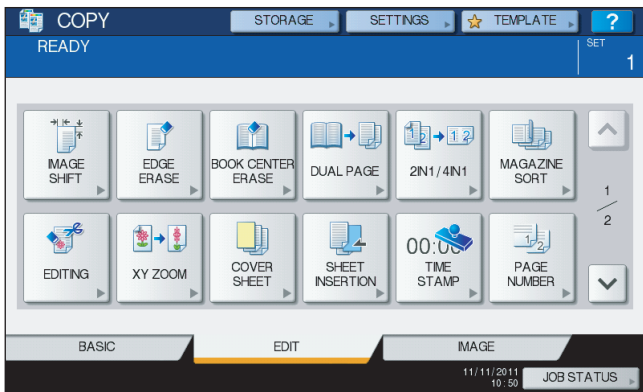 COPY
STORAGE
SETTINGS
TEMPLATE
?
READY
SET
1
IMAGE
SHIFT
EDGE
ERASE
BOOK CENTER
ERASE
DUAL PAGE
2IN1/4IN1
MAGAZINE
SORT
1
2
EDITING
XY ZOOM
COVER
SHEET
SHEET
INSERTION
00:00
TIME
STAMP
PAGE
NUMBER
BASIC
EDIT
IMAGE
11/11/2011
10:50
JOB STATUS